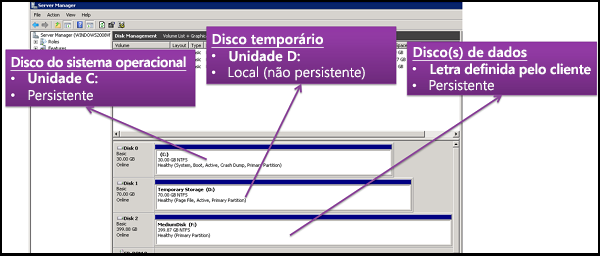 Server Manager
File Action View Help
Server Manager (WINDOWS2008
Roles
Features
Disk Management Volume List + Graphic
Volume Layout Type
Disco do sistema operacional
• Unidade C:
• Persistente
Disco temporário
• Unidade D:
• Local (não persistente)
Disco(s) de dados
• Letra definida pelo cliente
• Persistente
Disk 0
Basic
30.00 GB
Online
(C:)
30.00 GB NTFS
Healthy (System, Boot, Active, Crash Dump, Primary Partition)
Disk 1
Basic
70.00 GB
Online
Temporary Storage (D:)
70.00 GB NTFS
Healthy (Page File, Active, Primary Partition)
Disk 2
Basic
399.88 GB
Online
MediumDisk (F:)
399.87 GB NTFS
Healthy (Primary Partition)